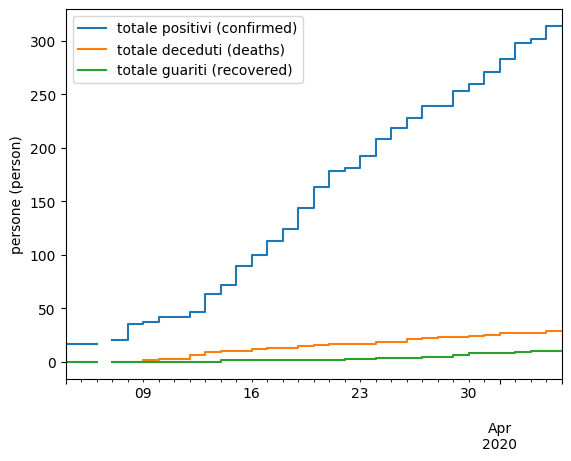 totale positivi (confirmed)
totale deceduti (deaths)
totale guariti (recovered)
persone (person)
300
250
200
150
100
50
0
09
16
23
30
Apr
2020